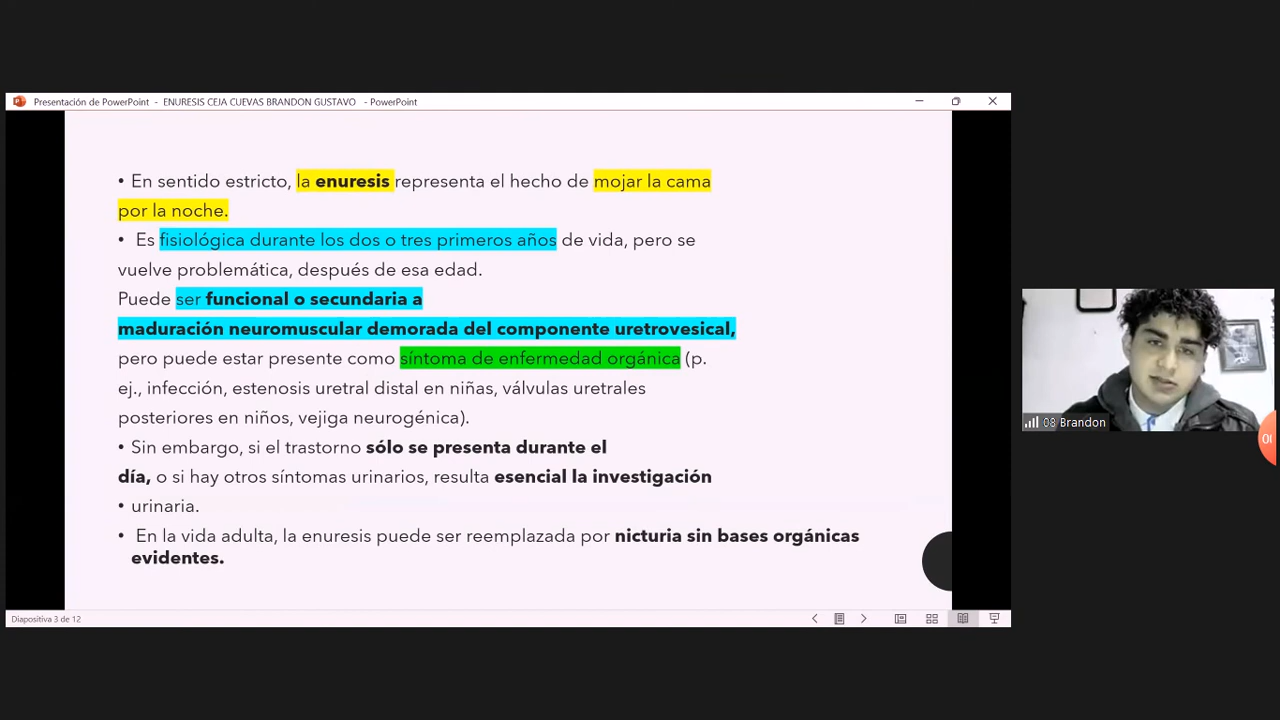 Presentación de PowerPoint - ENURESIS CEJA CUEVAS BRANDON GUSTAVO - PowerPoint
• En sentido estricto, la enuresis representa el hecho de mojar la cama
por la noche.
• Es fisiológica durante los dos o tres primeros años de vida, pero se
vuelve problemática, después de esa edad.
Puede ser funcional o secundaria a
maduración neuromuscular demorada del componente uretrovesical,
pero puede estar presente como síntoma de enfermedad orgánica (p.
ej., infección, estenosis uretral distal en niñas, válvulas uretrales
posteriores en niños, vejiga neurogénica).
• Sin embargo, si el trastorno sólo se presenta durante el
día, o si hay otros síntomas urinarios, resulta esencial la investigación
• urinaria.
• En la vida adulta, la enuresis puede ser reemplazada por nicturia sin bases orgánicas
evidentes.
08 Brandon
Diapositiva 3 de 12